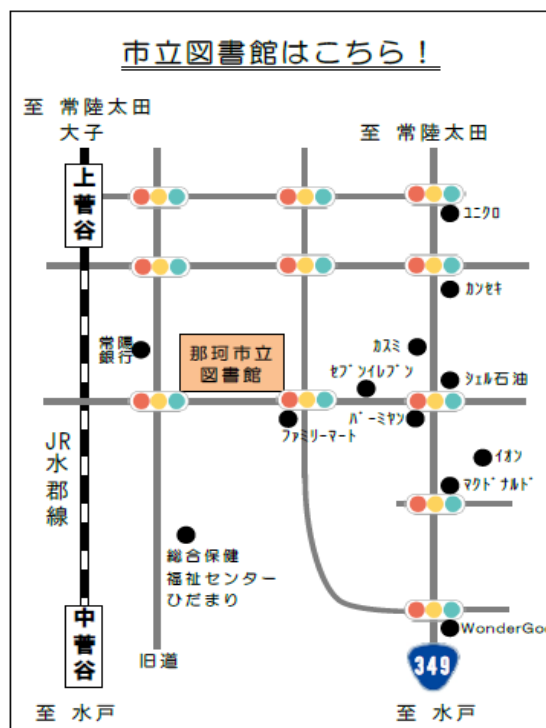 市立図書館はこちら！
至 常陸太田
大子
至 常陸太田
上菅谷
ユニクロ
カンセキ
常陽
銀行
那珂市立
図書館
カスミ
セブンイレブン
シェル石油
バーミヤン
ファミリーマート
JR水郡線
イオン
マクドナルド
総合保健
福祉センター
ひだまり
中菅谷
旧道
WonderGoo
349
至 水戸
至 水戸